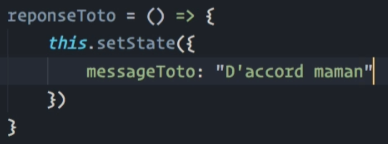 reponseToto = () => {
this.setState({
messageToto: "D'accord maman"
})
}